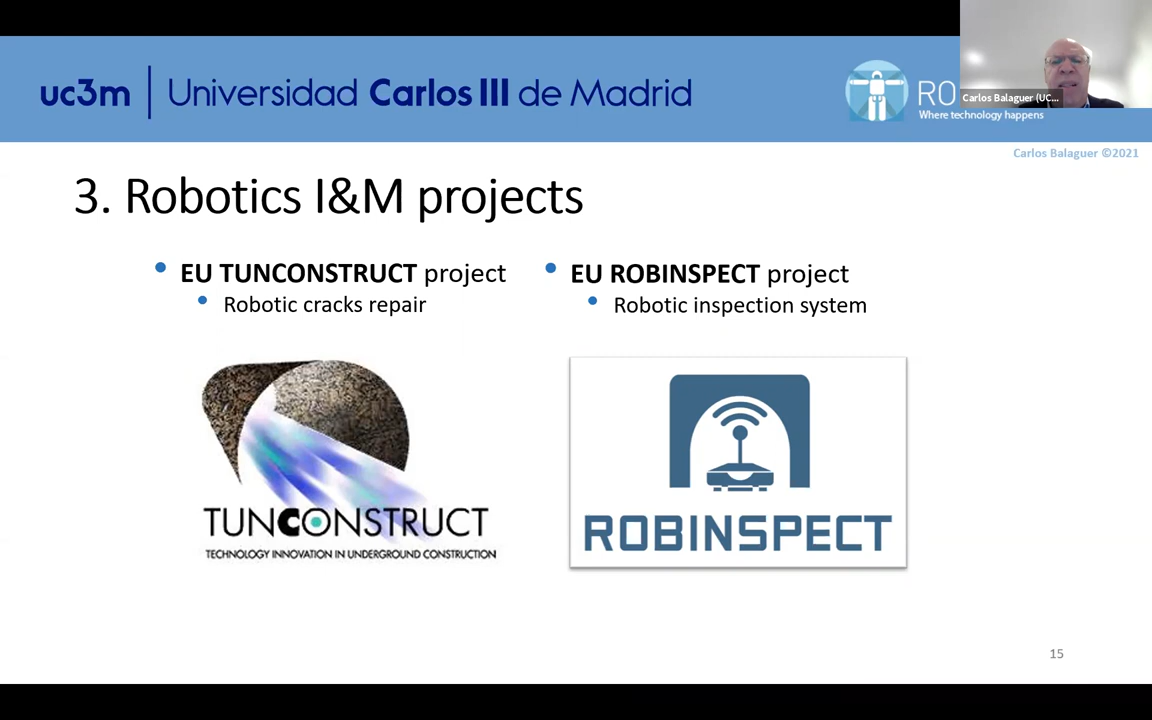 uc3m | Universidad Carlos III de Madrid
RO
Where technology happens
Carlos Balaguer (UC...
Carlos Balaguer ©2021
3. Robotics I&M projects
• EU TUNCONSTRUCT project
• Robotic cracks repair
• EU ROBINSPECT project
• Robotic inspection system
TUNCONSTRUCT
TECHNOLOGY INNOVATION IN UNDERGROUND CONSTRUCTION
ROBINSPECT
15